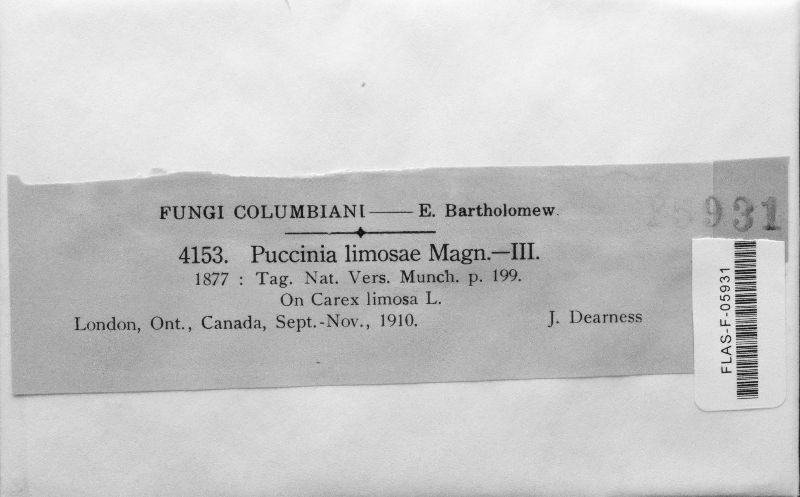 FUNGI COLUMBIANI—E. Bartholomew.
4153. Puccinia limosae Magn.—III.
1877 : Tag. Nat. Vers. Munch. p. 199.
On Carex limosa L.
London, Ont., Canada, Sept.-Nov., 1910. J. Dearness
F5931
FLAS-F-05931